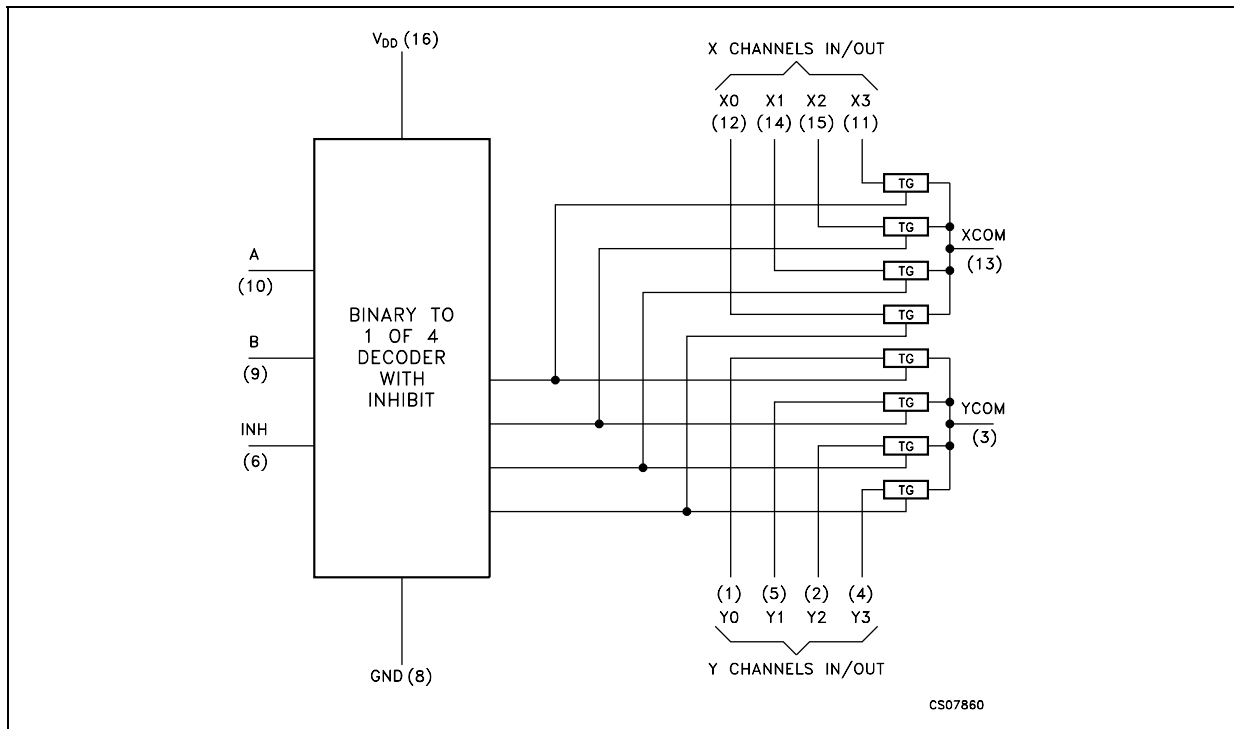 V_DD (16)
X CHANNELS IN/OUT
X0 X1 X2 X3
(12) (14) (15) (11)
TG
TG
XCOM
(13)
TG
TG
A
(10)
B
(9)
INH
(6)
BINARY TO
1 OF 4
DECODER
WITH
INHIBIT
TG
TG
YCOM
(3)
TG
TG
(1) (5) (2) (4)
Y0 Y1 Y2 Y3
Y CHANNELS IN/OUT
GND (8)
CS07860